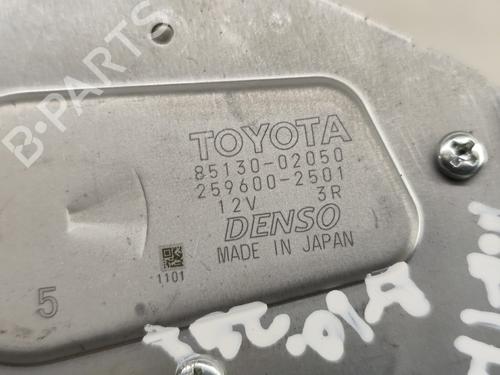 B-PARTS
TOYOTA
85130-02050
259600-2501
12V 3R
DENSO
MADE IN JAPAN
1101
5